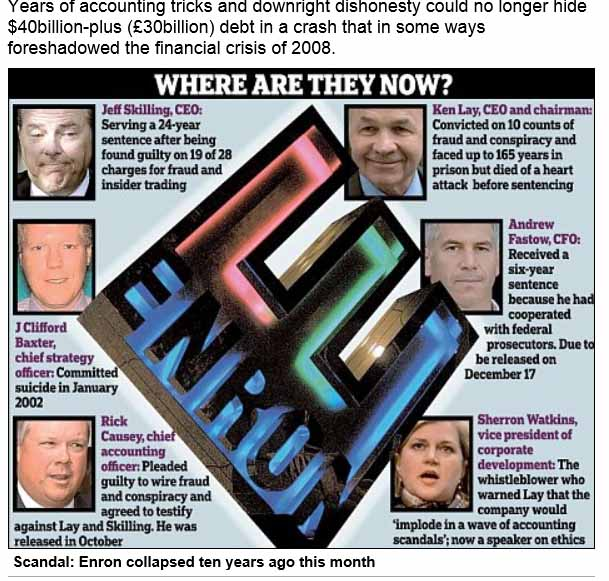 Years of accounting tricks and downright dishonesty could no longer hide
$40billion-plus (£30billion) debt in a crash that in some ways
foreshadowed the financial crisis of 2008.
WHERE ARE THEY NOW?
Jeff Skilling, CEO:
Serving a 24-year
sentence after being
found guilty on 19 of 28
charges for fraud and
insider trading
Ken Lay, CEO and chairman:
Convicted on 10 counts of
fraud and conspiracy and
faced up to 165 years in
prison but died of a heart
attack before sentencing
J Clifford
Baxter,
chief strategy
officer: Committed
suicide in January
2002
Andrew
Fastow, CFO:
Received a
six-year
sentence
because he had
cooperated
with federal
prosecutors. Due to
be released on
December 17
Rick
Causey, chief
accounting
officer: Pleaded
guilty to wire fraud
and conspiracy and
agreed to testify
against Lay and Skilling. He was
released in October
Sherron Watkins,
vice president of
corporate
development: The
whistleblower who
warned Lay that the
company would
'implode in a wave of accounting
scandals'; now a speaker on ethics
ENRON
Scandal: Enron collapsed ten years ago this month